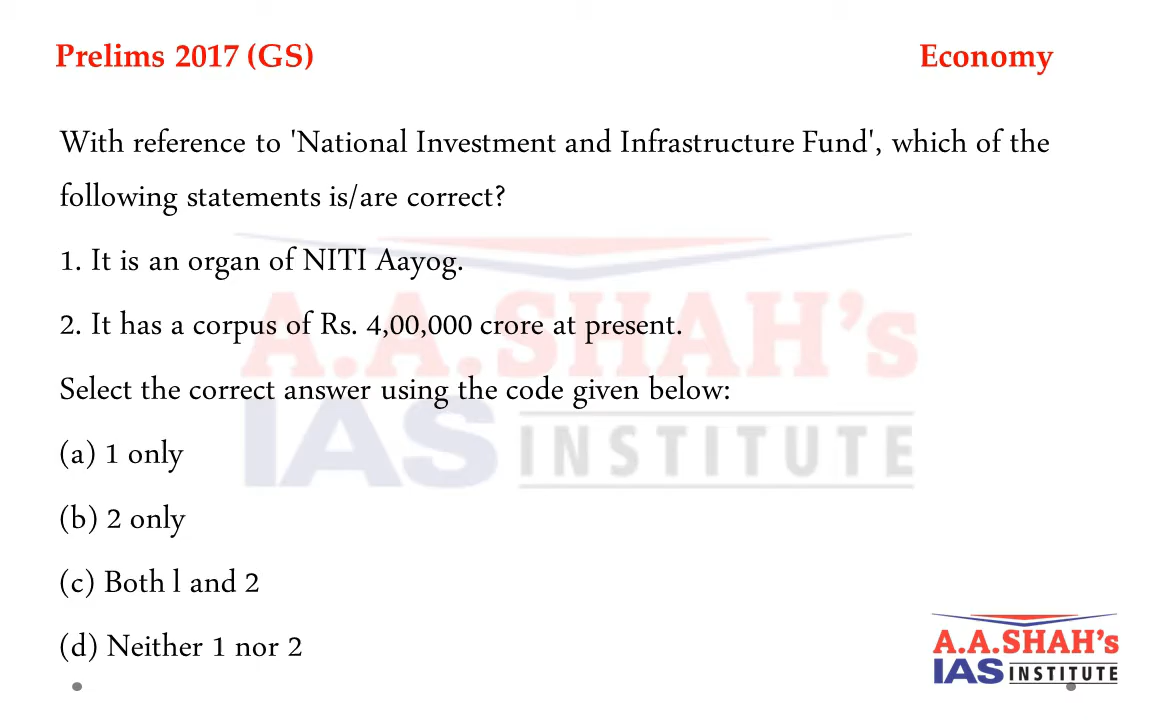 Prelims 2017 (GS) Economy
With reference to 'National Investment and Infrastructure Fund', which of the
following statements is/are correct?
1. It is an organ of NITI Aayog.
2. It has a corpus of Rs. 4,00,000 crore at present.
A.A.SHAH's
Select the correct answer using the code given below:
IAS INSTITUTE
(a) 1 only
(b) 2 only
(c) Both l and 2
(d) Neither 1 nor 2
A.A.SHAH's
IAS INSTITUTE